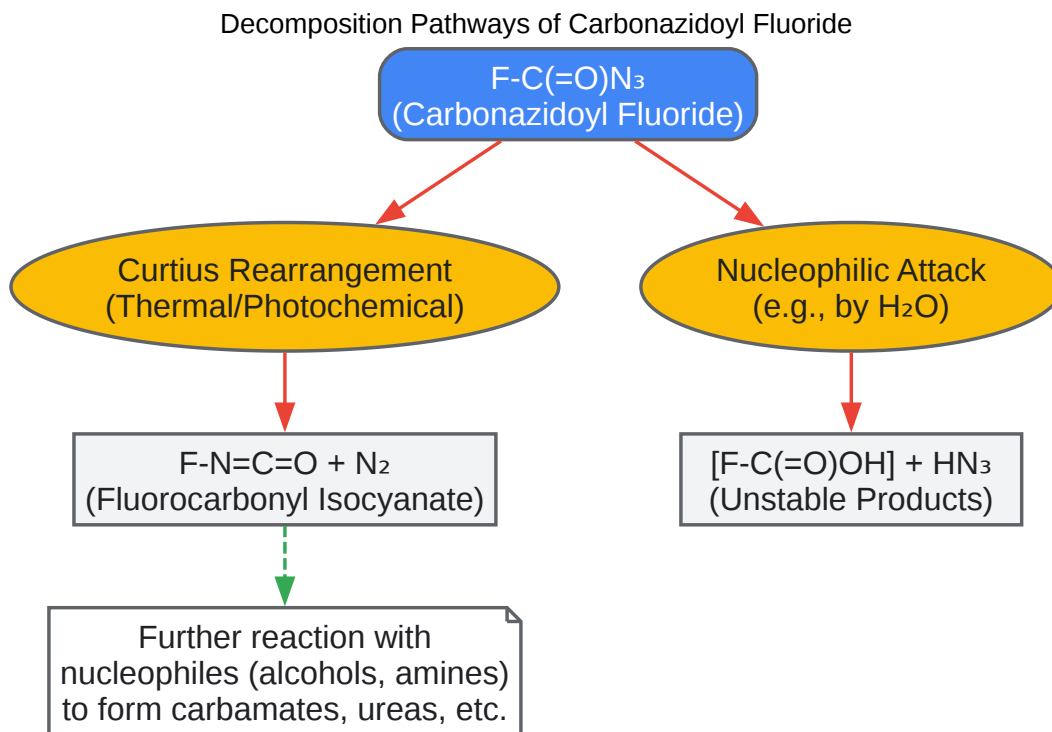 Decomposition Pathways of Carbonazidoyl Fluoride
F-C(=O)N₃
(Carbonazidoyl Fluoride)
Curtius Rearrangement
(Thermal/Photochemical)
Nucleophilic Attack
(e.g., by H₂O)
F-N=C=O + N₂
(Fluorocarbonyl Isocyanate)
[F-C(=O)OH] + HN₃
(Unstable Products)
Further reaction with
nucleophiles (alcohols, amines)
to form carbamates, ureas, etc.